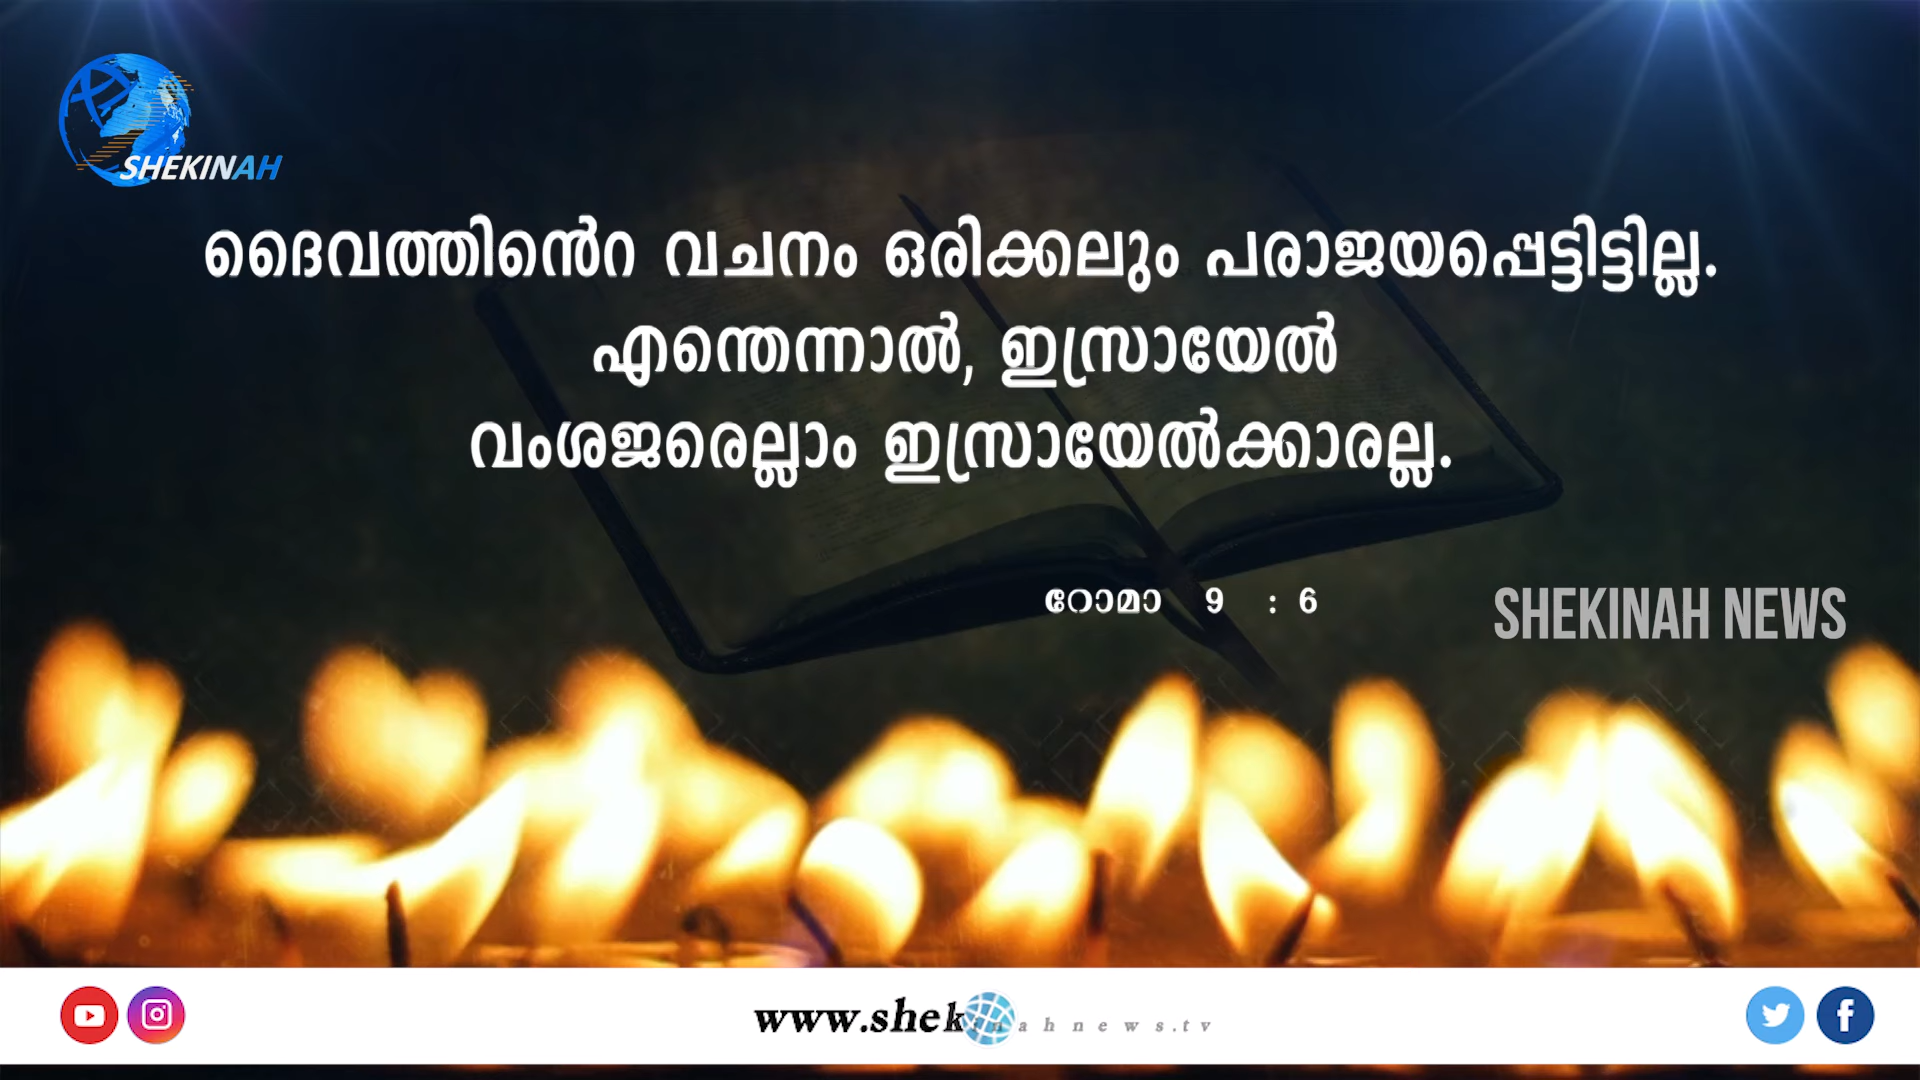 SHEKINAH
ദൈവത്തിൻെറ വചനം ഒരിക്കലും പരാജയപ്പെട്ടിട്ടില്ല.
എന്തെന്നാൽ, ഇസ്രായേൽ
വംശജരെല്ലാം ഇസ്രായേൽക്കാരല്ല.
റോമാ 9 : 6
SHEKINAH NEWS
www.shekinahnews.tv